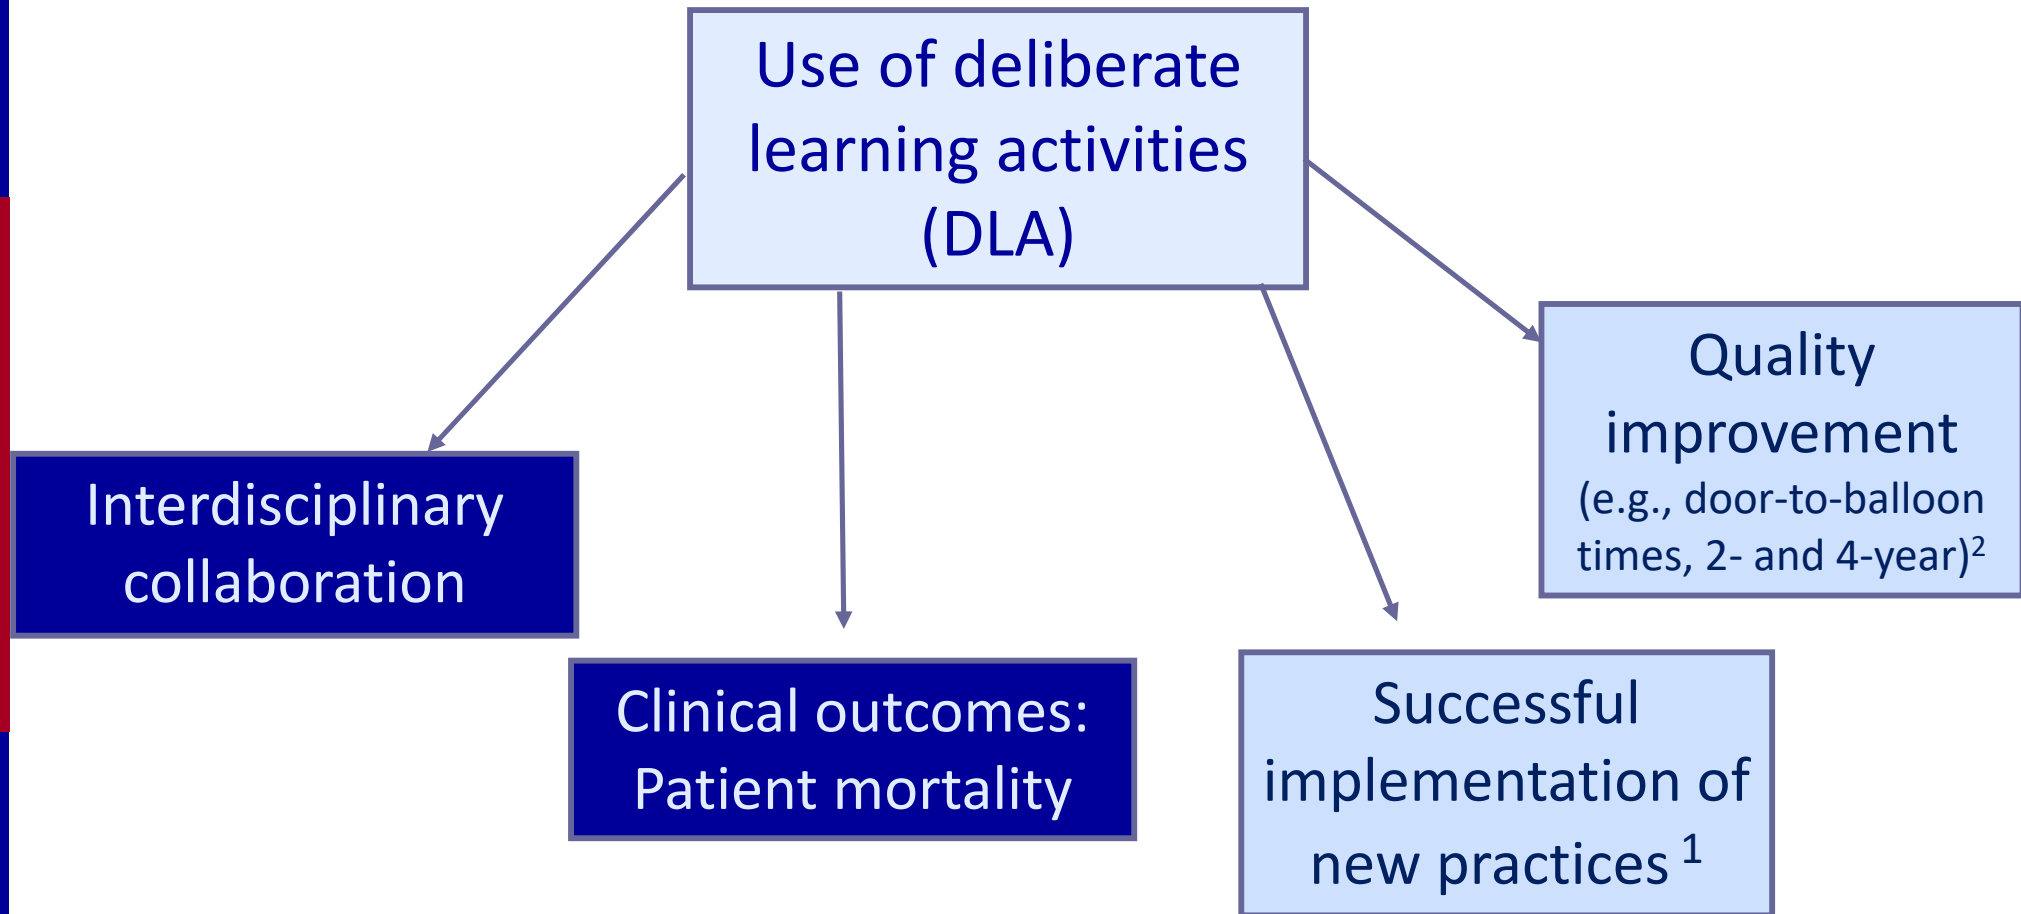 Use of deliberate
learning activities
(DLA)
Interdisciplinary
collaboration
Clinical outcomes:
Patient mortality
Successful
implementation of
new practices 1
Quality
improvement
(e.g., door-to-balloon
times, 2- and 4-year)2